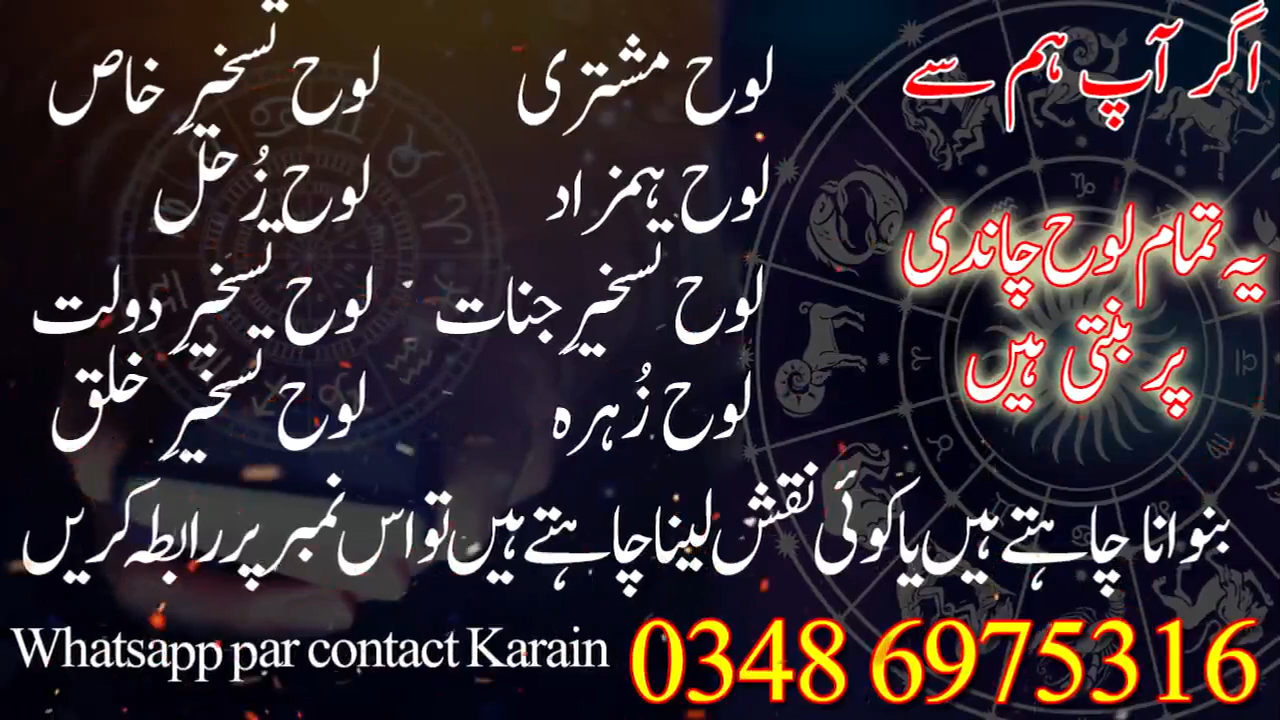 اگر آپ ہم سے
لوح مشتری
لوح تسخیرِ خاص
لوح ہمزاد
لوح زُحل
یہ تمام لوح چاندی
پر بنتی ہیں
لوح تسخیرِ جنات
لوح تسخیرِ دولت
لوح زُہرہ
لوح تسخیرِ خلق
بنوانا چاہتے ہیں یا کوئی نقش لینا چاہتے ہیں تو اس نمبر پر رابطہ کریں
Whatsapp par contact Karain 0348 6975316